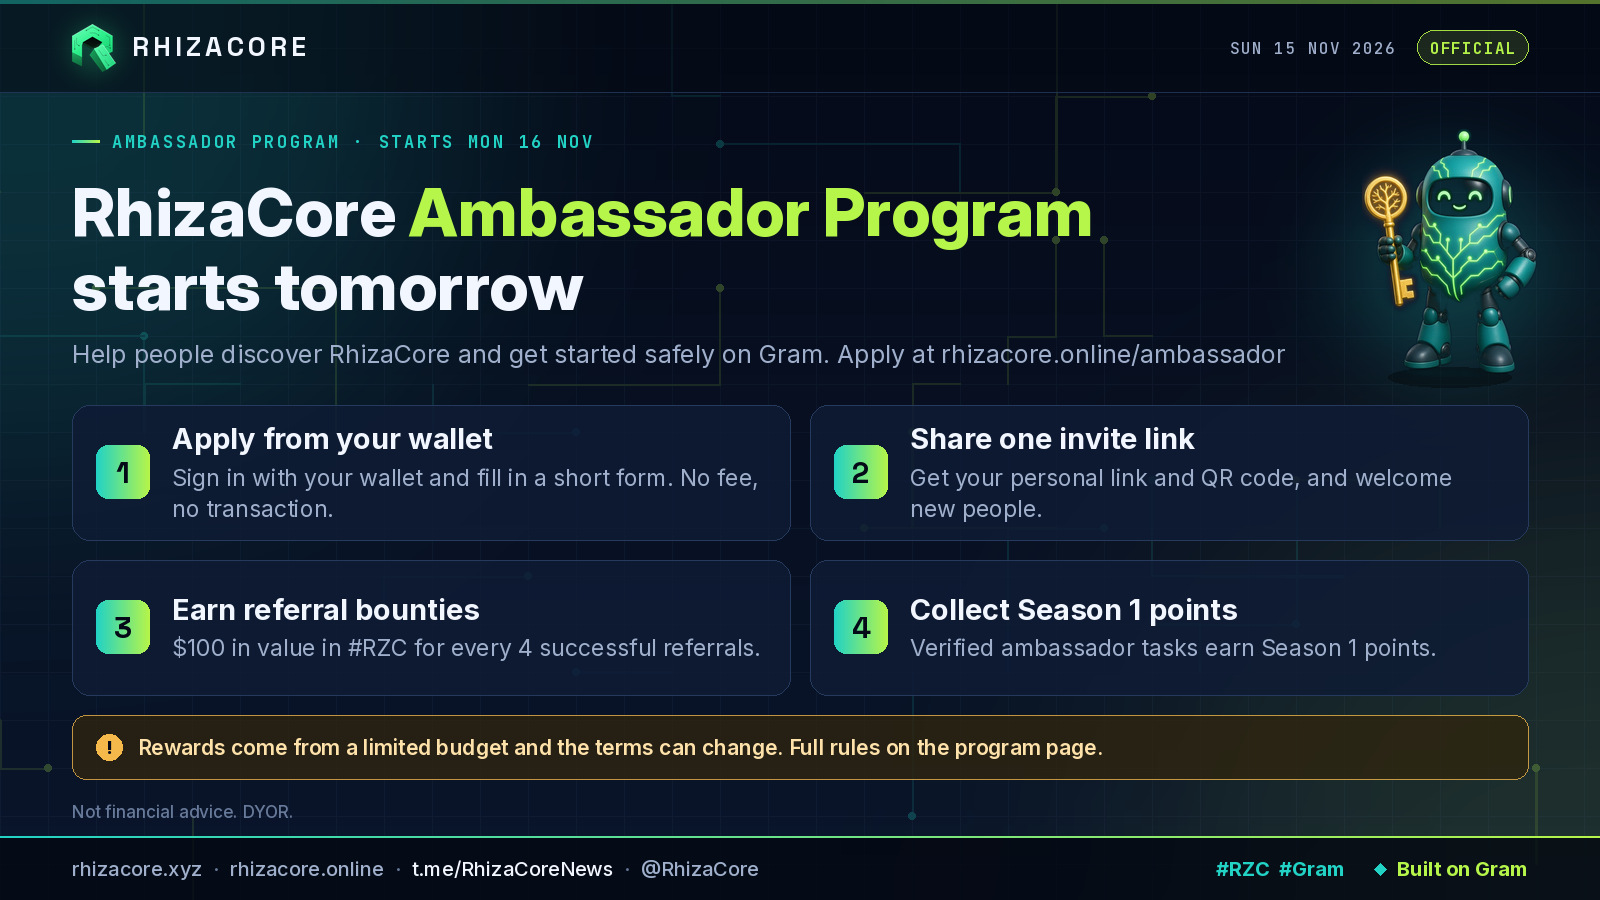 RHIZACORE
SUN 15 NOV 2026
OFFICIAL
AMBASSADOR PROGRAM · STARTS MON 16 NOV
RhizaCore Ambassador Program
starts tomorrow
Help people discover RhizaCore and get started safely on Gram. Apply at rhizacore.online/ambassador
1
Apply from your wallet
Sign in with your wallet and fill in a short form. No fee,
no transaction.
2
Share one invite link
Get your personal link and QR code, and welcome
new people.
3
Earn referral bounties
$100 in value in #RZC for every 4 successful referrals.
4
Collect Season 1 points
Verified ambassador tasks earn Season 1 points.
! Rewards come from a limited budget and the terms can change. Full rules on the program page.
Not financial advice. DYOR.
rhizacore.xyz · rhizacore.online · t.me/RhizaCoreNews · @RhizaCore
#RZC #Gram ◆ Built on Gram